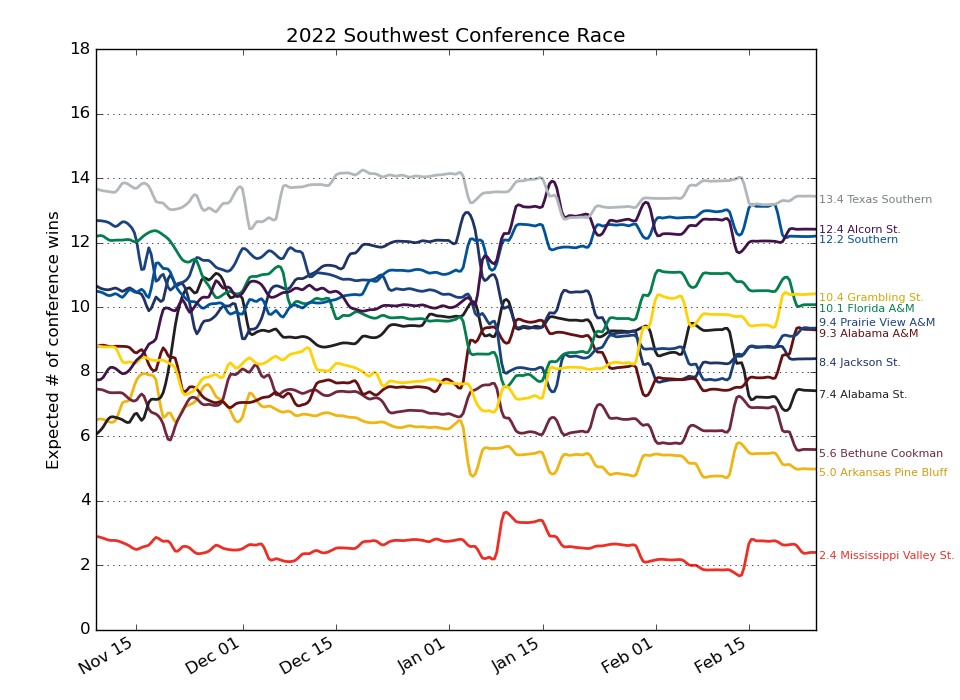 2022 Southwest Conference Race
Expected # of conference wins
18
16
14
12
10
8
6
4
2
0
Nov 15
Dec 01
Dec 15
Jan 01
Jan 15
Feb 01
Feb 15
13.4 Texas Southern
12.4 Alcorn St.
12.2 Southern
10.4 Grambling St.
10.1 Florida A&M
9.4 Prairie View A&M
9.3 Alabama A&M
8.4 Jackson St.
7.4 Alabama St.
5.6 Bethune Cookman
5.0 Arkansas Pine Bluff
2.4 Mississippi Valley St.